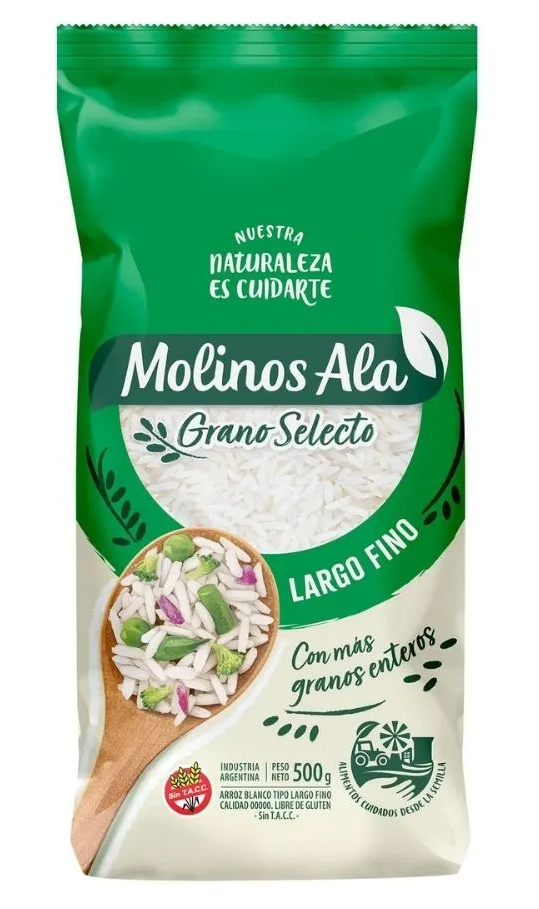 NUESTRA
NATURALEZA
ES CUIDARTE
Molinos Ala
Grano Selecto
LARGO FINO
Con más
granos enteros
INDUSTRIA
ARGENTINA
PESO
NETO 500g
ARROZ BLANCO TIPO LARGO FINO
CALIDAD 00000. LIBRE DE GLUTEN
- Sin T.A.C.C. -
Sin T.A.C.C.
ALIMENTOS CUIDADOS DESDE LA SEMILLA